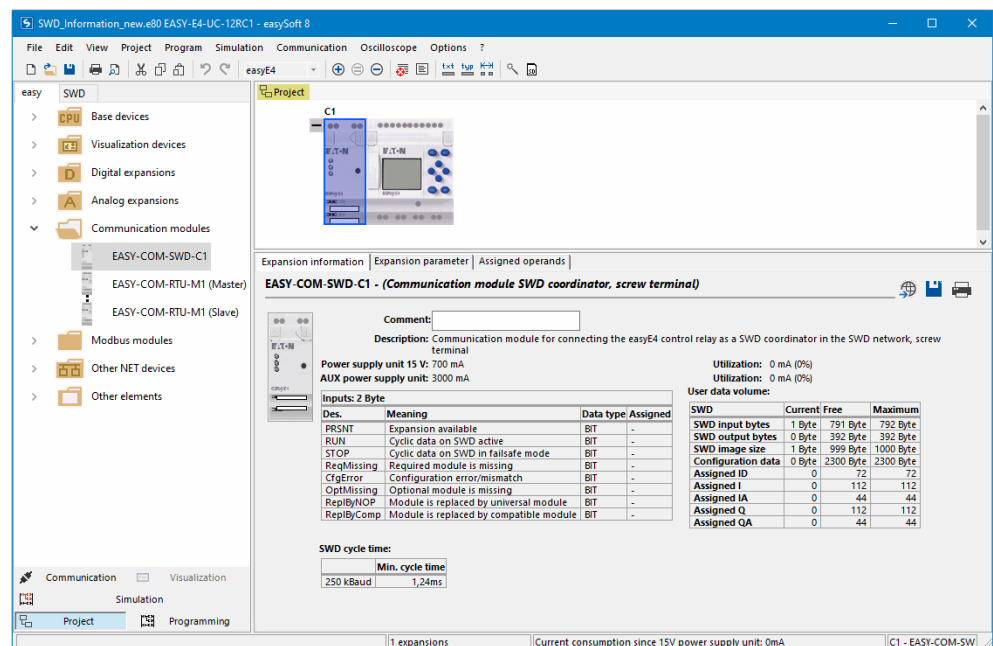 SWD_Information_new.e80 EASY-E4-UC-12RC1 - easySoft 8
File Edit View Project Program Simulation Communication Oscilloscope Options ?
easyE4 txt typ
easy SWD
CPU Base devices
Visualization devices
D Digital expansions
A Analog expansions
Communication modules
EASY-COM-SWD-C1
EASY-COM-RTU-M1 (Master)
EASY-COM-RTU-M1 (Slave)
Modbus modules
Other NET devices
Other elements
Communication Visualization
Simulation
Project Programming
Project
C1
Expansion information Expansion parameter Assigned operands
EASY-COM-SWD-C1 - (Communication module SWD coordinator, screw terminal)
Comment:
Description: Communication module for connecting the easyE4 control relay as a SWD coordinator in the SWD network, screw
terminal
Power supply unit 15 V: 700 mA Utilization: 0 mA (0%)
AUX power supply unit: 3000 mA Utilization: 0 mA (0%)
Inputs: 2 Byte
Des. Meaning Data type Assigned
PRSNT Expansion available BIT -
RUN Cyclic data on SWD active BIT -
STOP Cyclic data on SWD in failsafe mode BIT -
ReqMissing Required module is missing BIT -
CfgError Configuration error/mismatch BIT -
OptMissing Optional module is missing BIT -
ReplByNOP Module is replaced by universal module BIT -
ReplByComp Module is replaced by compatible module BIT -
User data volume:
SWD Current Free Maximum
SWD input bytes 1 Byte 791 Byte 792 Byte
SWD output bytes 0 Byte 392 Byte 392 Byte
SWD image size 1 Byte 999 Byte 1000 Byte
Configuration data 0 Byte 2300 Byte 2300 Byte
Assigned ID 0 72 72
Assigned I 0 112 112
Assigned IA 0 44 44
Assigned Q 0 112 112
Assigned QA 0 44 44
SWD cycle time:
Min. cycle time
250 kBaud 1,24ms
1 expansions Current consumption since 15V power supply unit: 0mA C1 - EASY-COM-SW